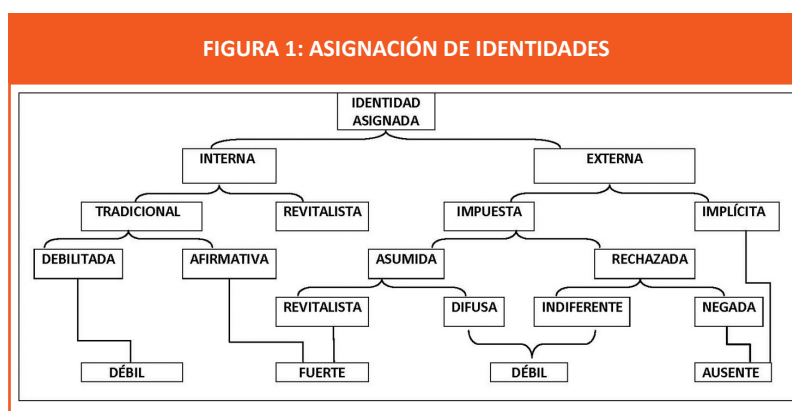 FIGURA 1: ASIGNACIÓN DE IDENTIDADES
IDENTIDAD
ASIGNADA
INTERNA
EXTERNA
TRADICIONAL
REVITALISTA
IMPUESTA
IMPLÍCITA
DEBILITADA
AFIRMATIVA
ASUMIDA
RECHAZADA
REVITALISTA
DIFUSA
INDIFERENTE
NEGADA
DÉBIL
FUERTE
DÉBIL
AUSENTE